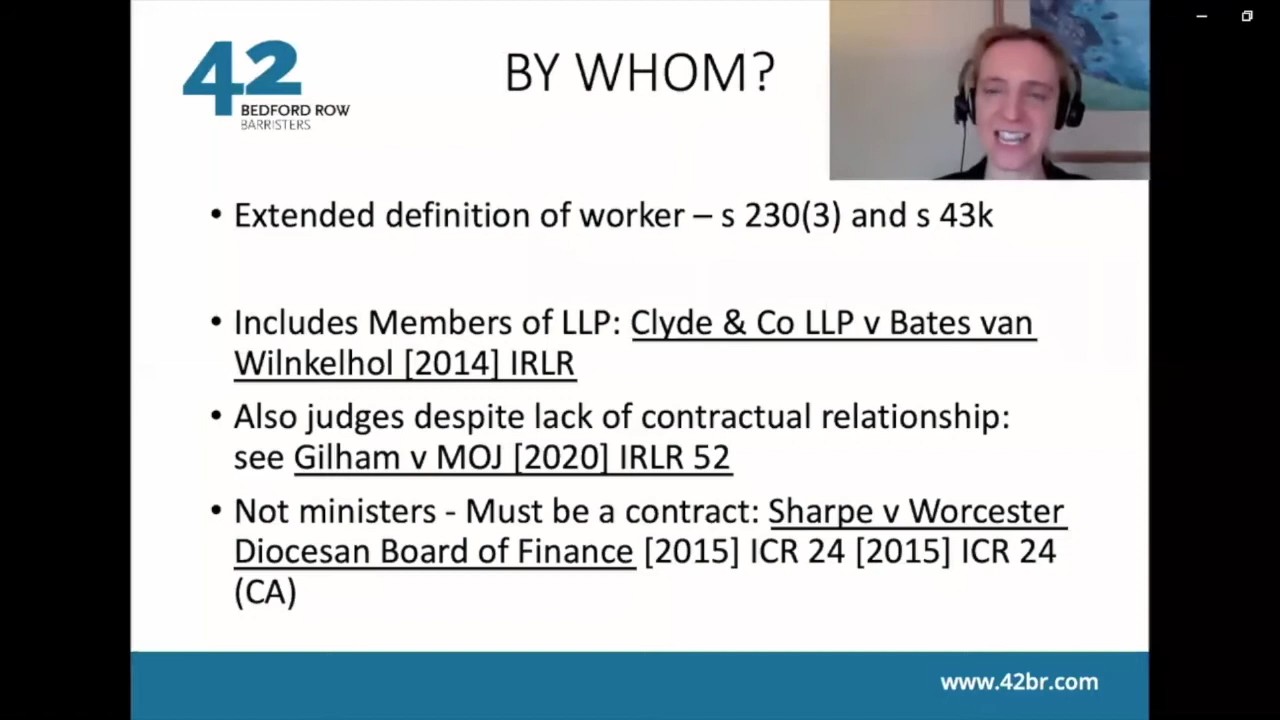 42
BEDFORD ROW
BARRISTERS
BY WHOM?
• Extended definition of worker – s 230(3) and s 43k
• Includes Members of LLP: Clyde & Co LLP v Bates van
Wilnkelhol [2014] IRLR
• Also judges despite lack of contractual relationship:
see Gilham v MOJ [2020] IRLR 52
• Not ministers - Must be a contract: Sharpe v Worcester
Diocesan Board of Finance [2015] ICR 24 [2015] ICR 24
(CA)
www.42br.com